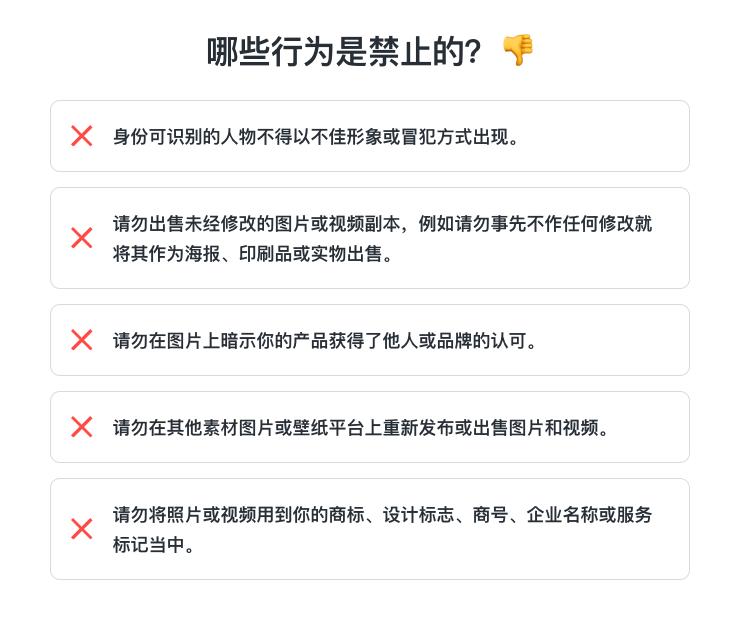 哪些行为是禁止的？👎
身份可识别的人物不得以不佳形象或冒犯方式出现。
请勿出售未经修改的图片或视频副本，例如请勿事先不作任何修改就
将其作为海报、印刷品或实物出售。
请勿在图片上暗示你的产品获得了他人或品牌的认可。
请勿在其他素材图片或壁纸平台上重新发布或出售图片和视频。
请勿将照片或视频用到你的商标、设计标志、商号、企业名称或服务
标记当中。